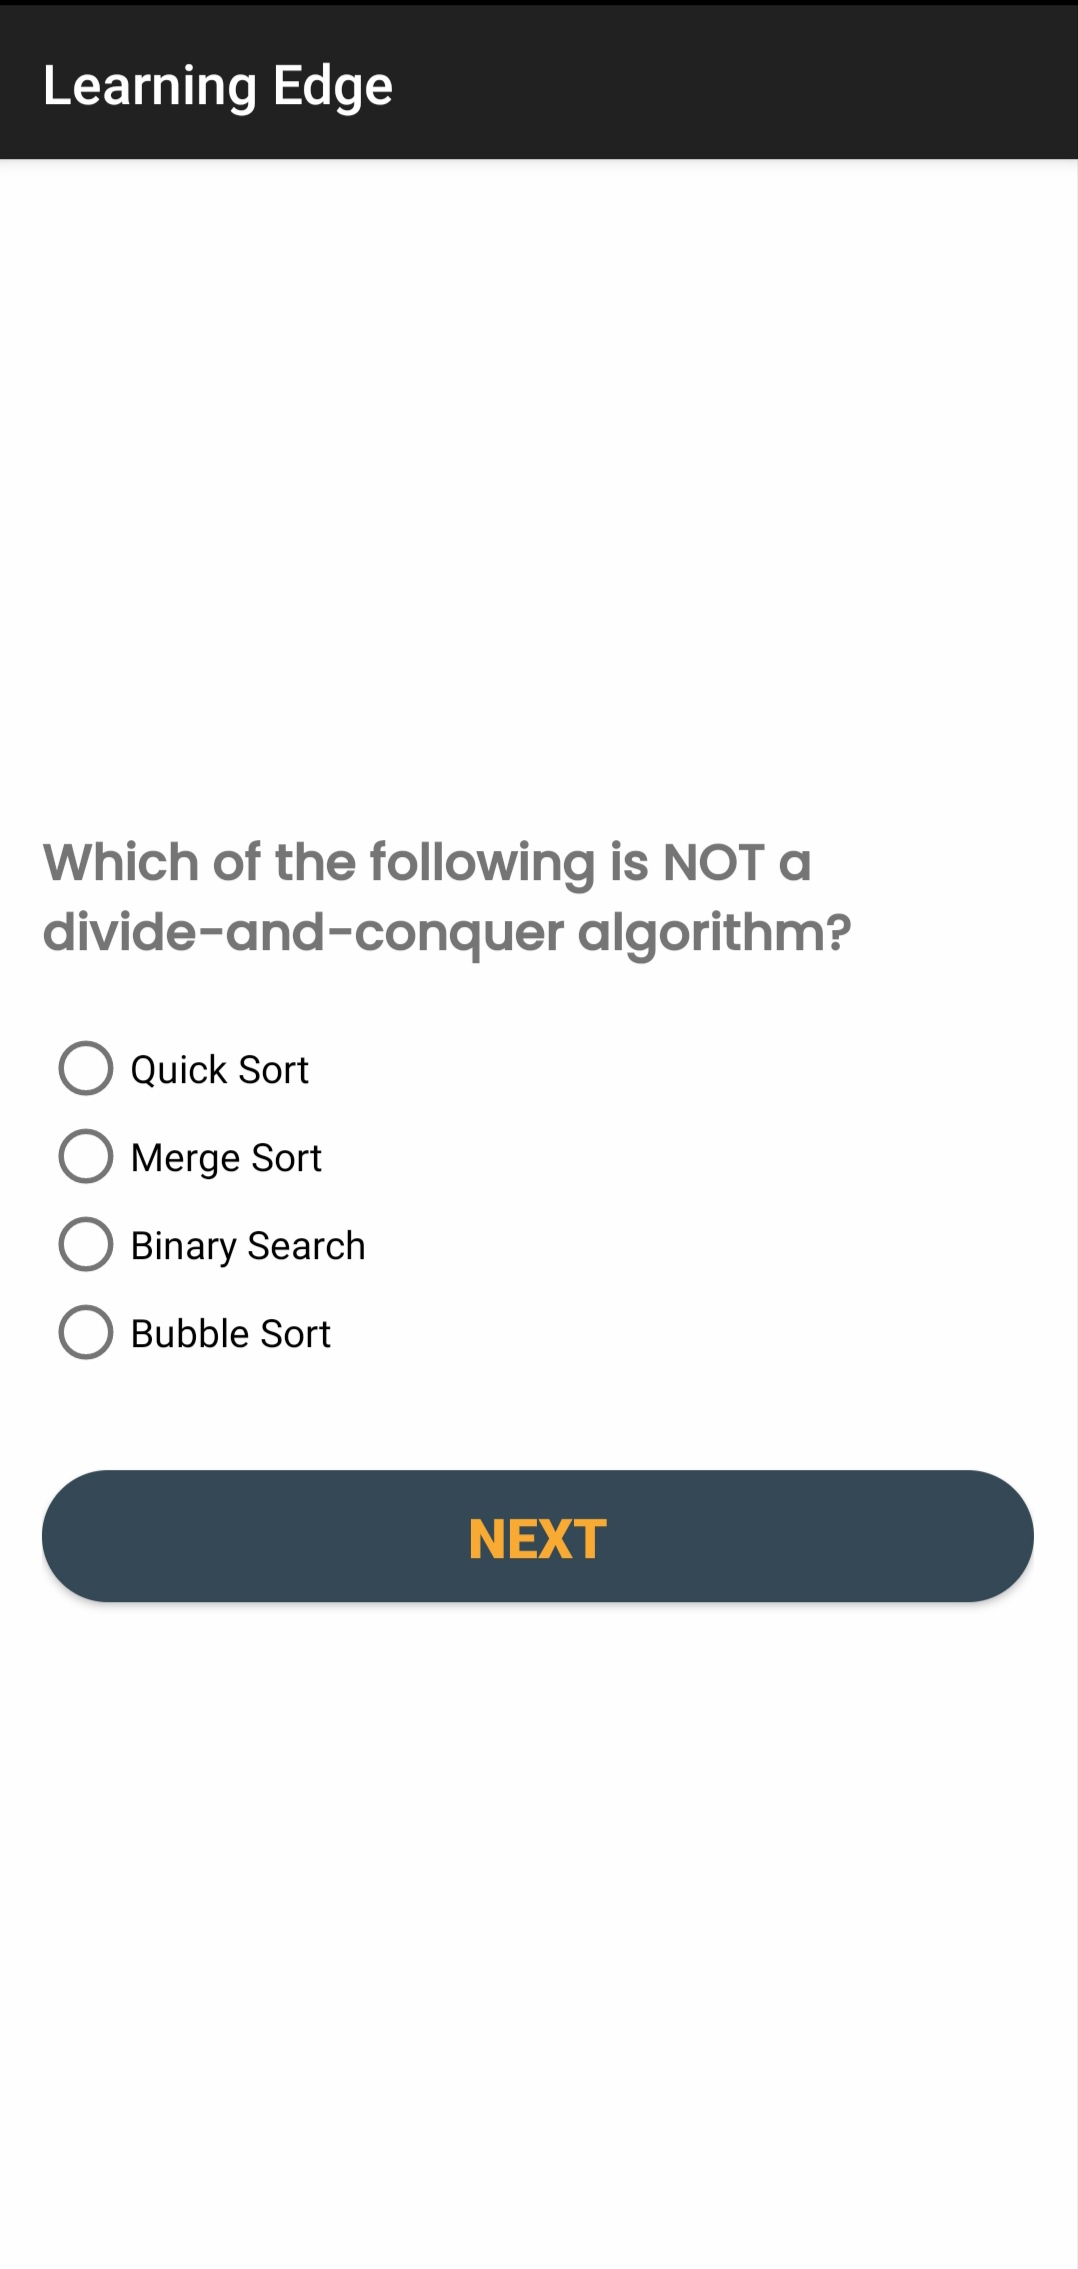 Learning Edge
Which of the following is NOT a
divide-and-conquer algorithm?
Quick Sort
Merge Sort
Binary Search
Bubble Sort
NEXT